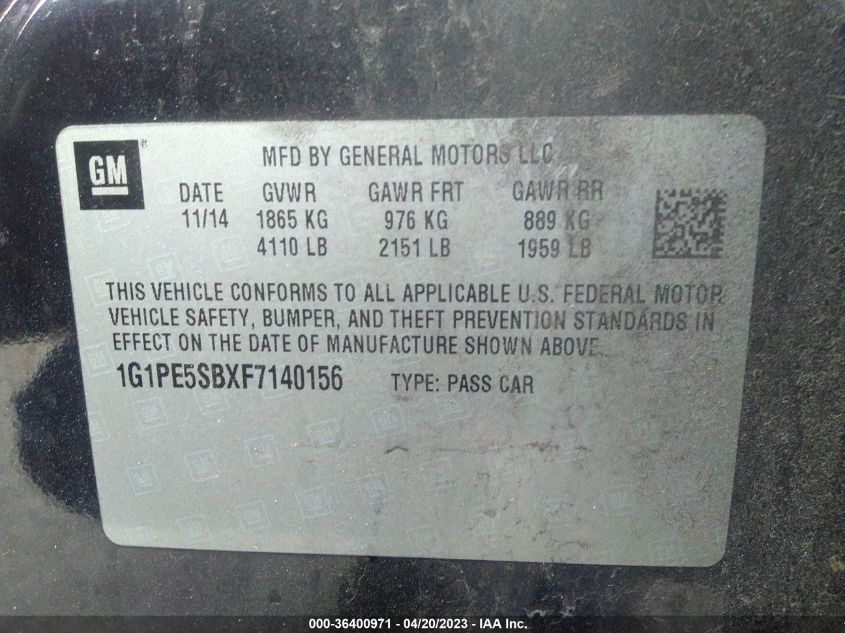 GM ®
MFD BY GENERAL MOTORS LLC
DATE GVWR GAWR FRT GAWR RR
11/14 1865 KG 976 KG 889 KG
4110 LB 2151 LB 1959 LB
THIS VEHICLE CONFORMS TO ALL APPLICABLE U.S. FEDERAL MOTOR
VEHICLE SAFETY, BUMPER, AND THEFT PREVENTION STANDARDS IN
EFFECT ON THE DATE OF MANUFACTURE SHOWN ABOVE.
1G1PE5SBXF7140156 TYPE: PASS CAR
000-36400971 - 04/20/2023 - IAA Inc.